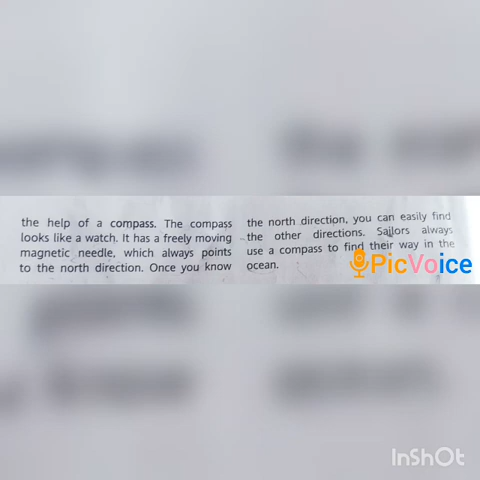 the help of a compass. The compass
looks like a watch. It has a freely moving
magnetic needle, which always points
to the north direction. Once you know
the north direction, you can easily find
the other directions. Sailors always
use a compass to find their way in the
ocean.
PicVoice
InShOt